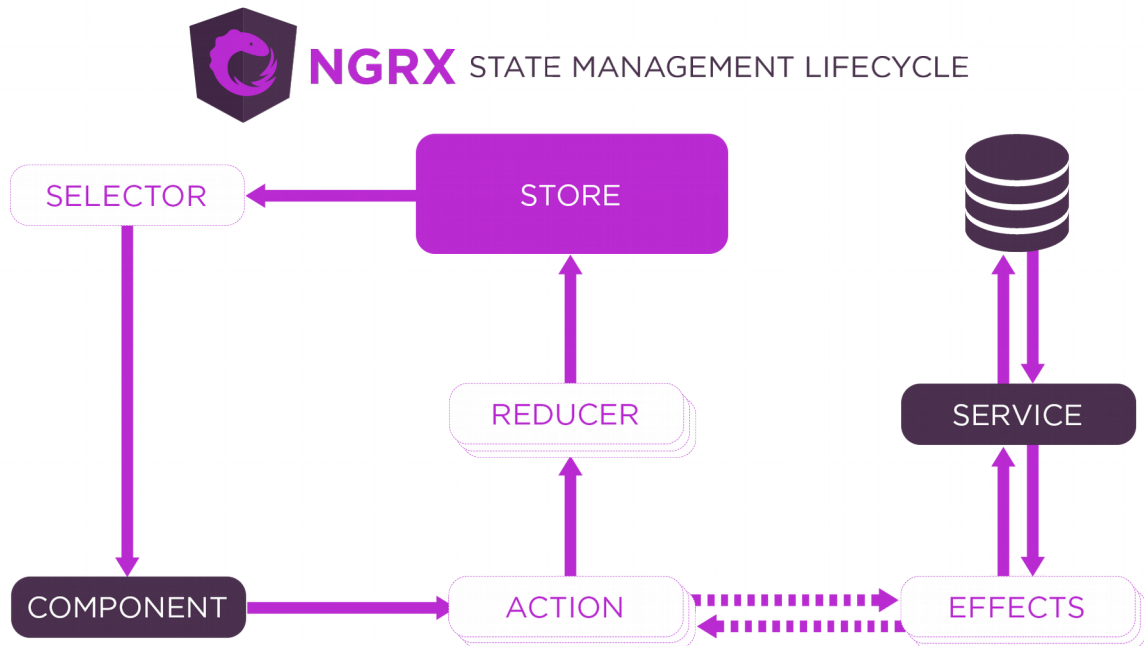 NGRX STATE MANAGEMENT LIFECYCLE
SELECTOR
STORE
REDUCER
SERVICE
COMPONENT
ACTION
EFFECTS